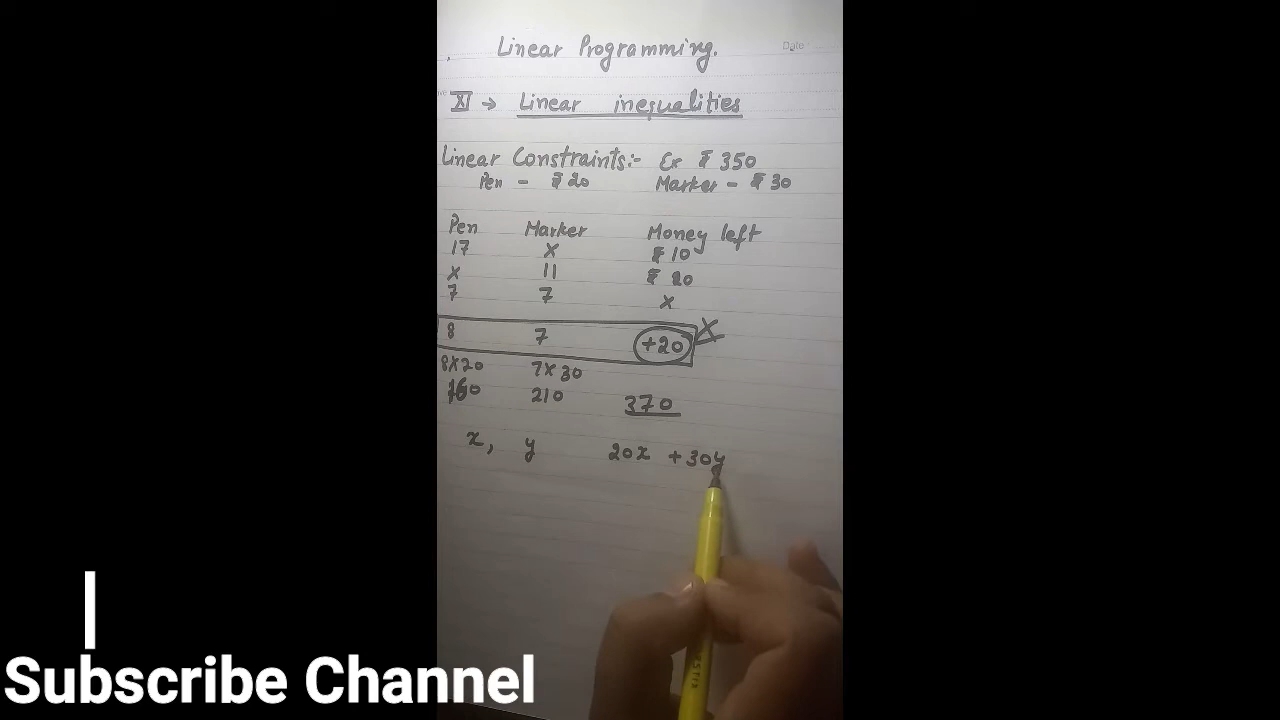 Date
Linear Programming.
XI → Linear inequalities
Linear Constraints:- Ex ₹ 350
Pen - ₹ 20 Marker - ₹ 30
Pen Marker Money left
17 X ₹ 10
X 11 ₹ 20
7 7 X
8 7 +20 X
8X20 7X30
160 210 370
x, y 20x + 30y
Subscribe Channel